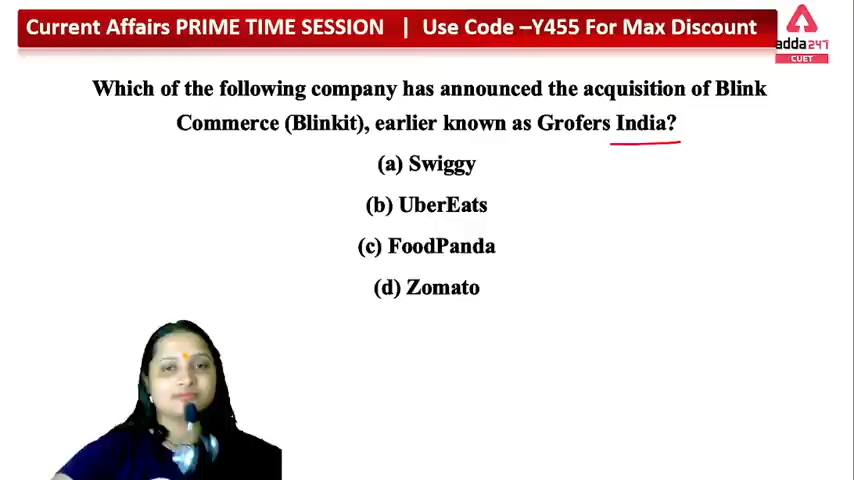 Current Affairs PRIME TIME SESSION | Use Code –Y455 For Max Discount
adda247
CUET
Which of the following company has announced the acquisition of Blink
Commerce (Blinkit), earlier known as Grofers India?
(a) Swiggy
(b) UberEats
(c) FoodPanda
(d) Zomato